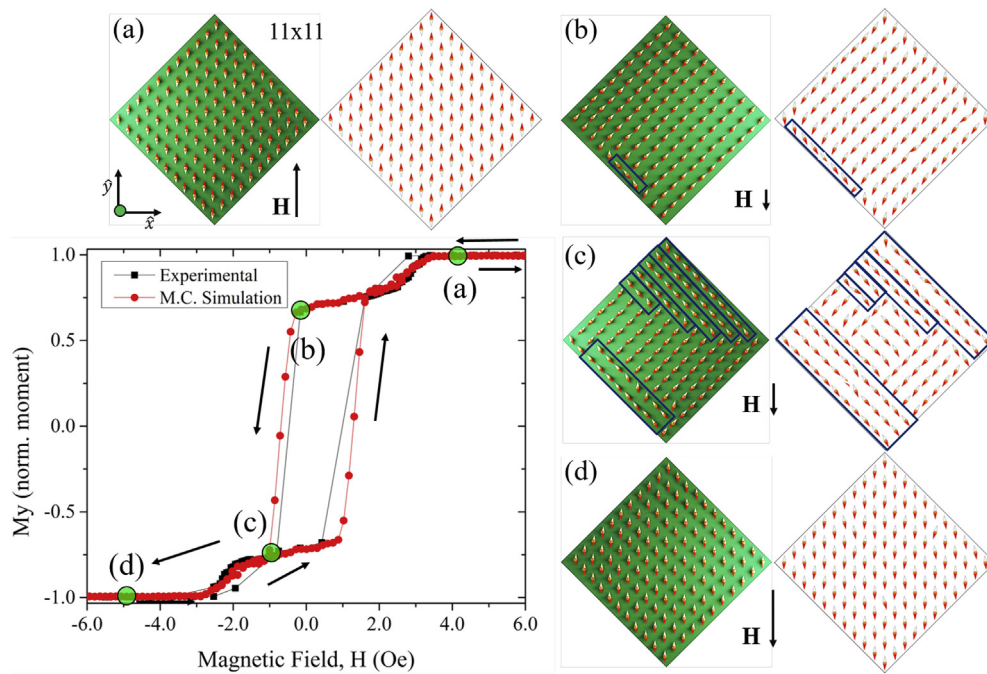 (a)
11x11
ŷ
x̂
H
(b)
H
(c)
H
(d)
H
My (norm. moment)
1.0
0.5
0.0
-0.5
-1.0
Experimental
M.C. Simulation
(a)
(b)
(c)
(d)
-6.0 -4.0 -2.0 0.0 2.0 4.0 6.0
Magnetic Field, H (Oe)